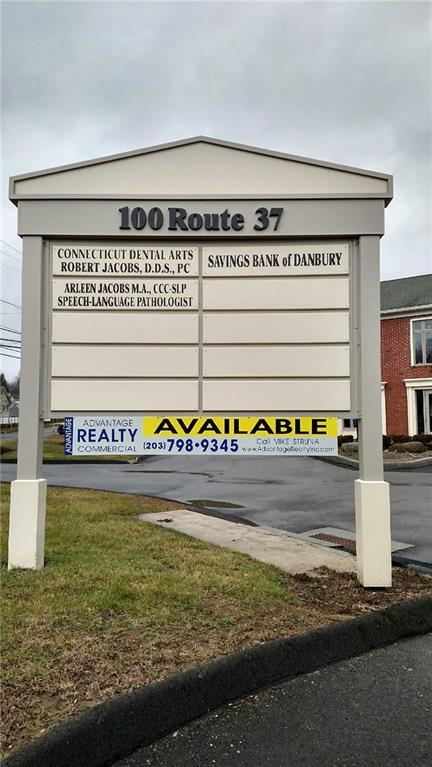 100 Route 37
CONNECTICUT DENTAL ARTS
ROBERT JACOBS, D.D.S., PC
SAVINGS BANK of DANBURY
ARLEEN JACOBS M.A., CCC-SLP
SPEECH-LANGUAGE PATHOLOGIST
ADVANTAGE
ADVANTAGE
REALTY
COMMERCIAL
AVAILABLE
(203) 798•9345
Call MIKE STRUNA
www.AdvantageRealtyInc.com